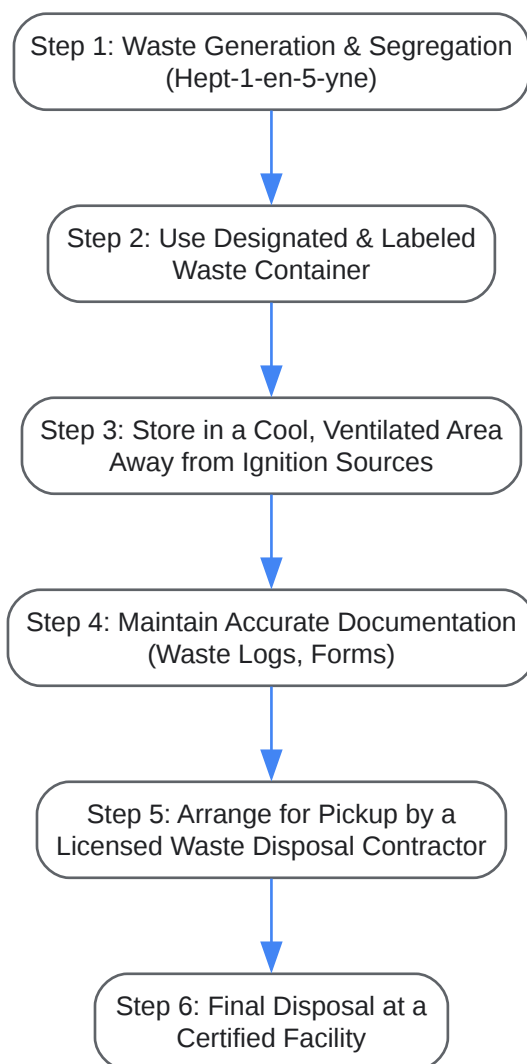 Step 1: Waste Generation & Segregation
(Hept-1-en-5-yne)
Step 2: Use Designated & Labeled
Waste Container
Step 3: Store in a Cool, Ventilated Area
Away from Ignition Sources
Step 4: Maintain Accurate Documentation
(Waste Logs, Forms)
Step 5: Arrange for Pickup by a
Licensed Waste Disposal Contractor
Step 6: Final Disposal at a
Certified Facility